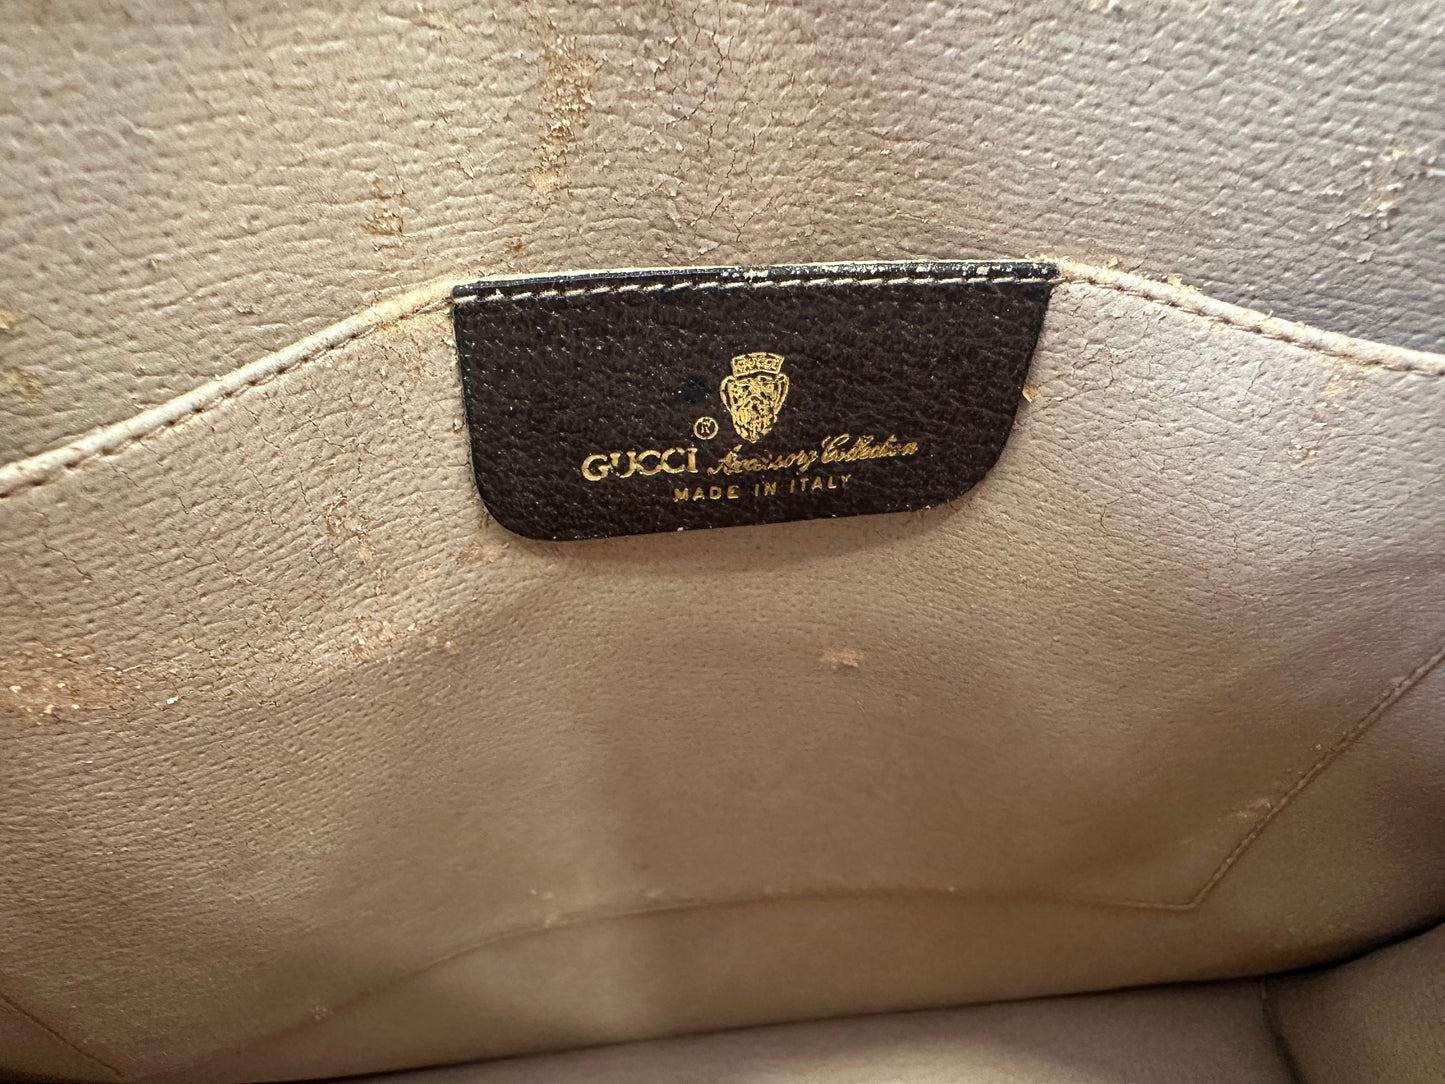 ® GUCCI Accessory Collection
MADE IN ITALY